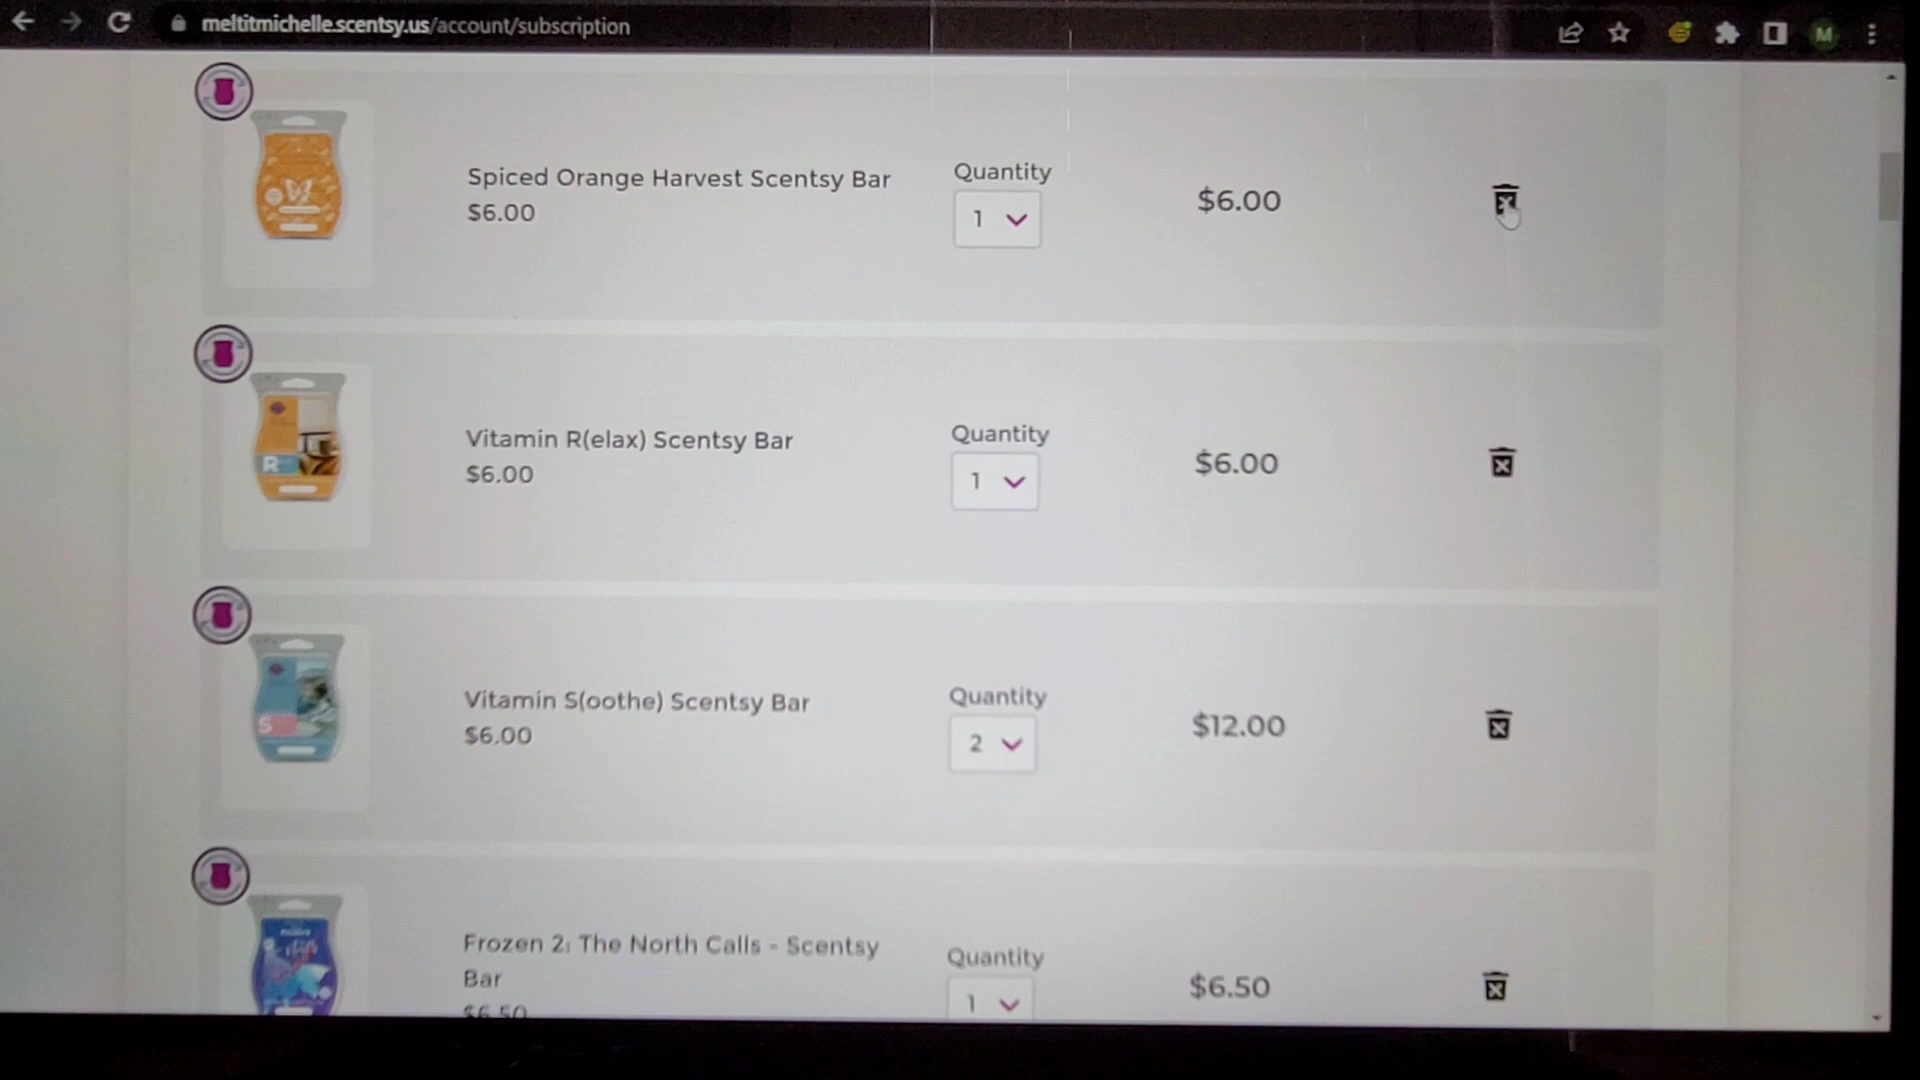 meltitmichelle.scentsy.us/account/subscription
M
Spiced Orange Harvest Scentsy Bar
$6.00
Quantity
1
$6.00
Vitamin R(elax) Scentsy Bar
$6.00
Quantity
1
$6.00
R
Vitamin S(oothe) Scentsy Bar
$6.00
Quantity
2
$12.00
S
Frozen 2: The North Calls - Scentsy
Bar
$6.50
Quantity
1
$6.50